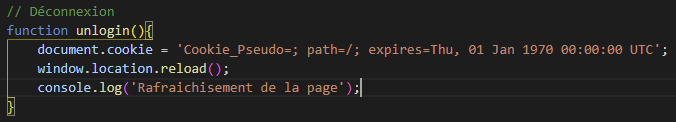 // Déconnexion
function unlogin(){
    document.cookie = 'Cookie_Pseudo=; path=/; expires=Thu, 01 Jan 1970 00:00:00 UTC';
    window.location.reload();
    console.log('Rafraichisement de la page');
}